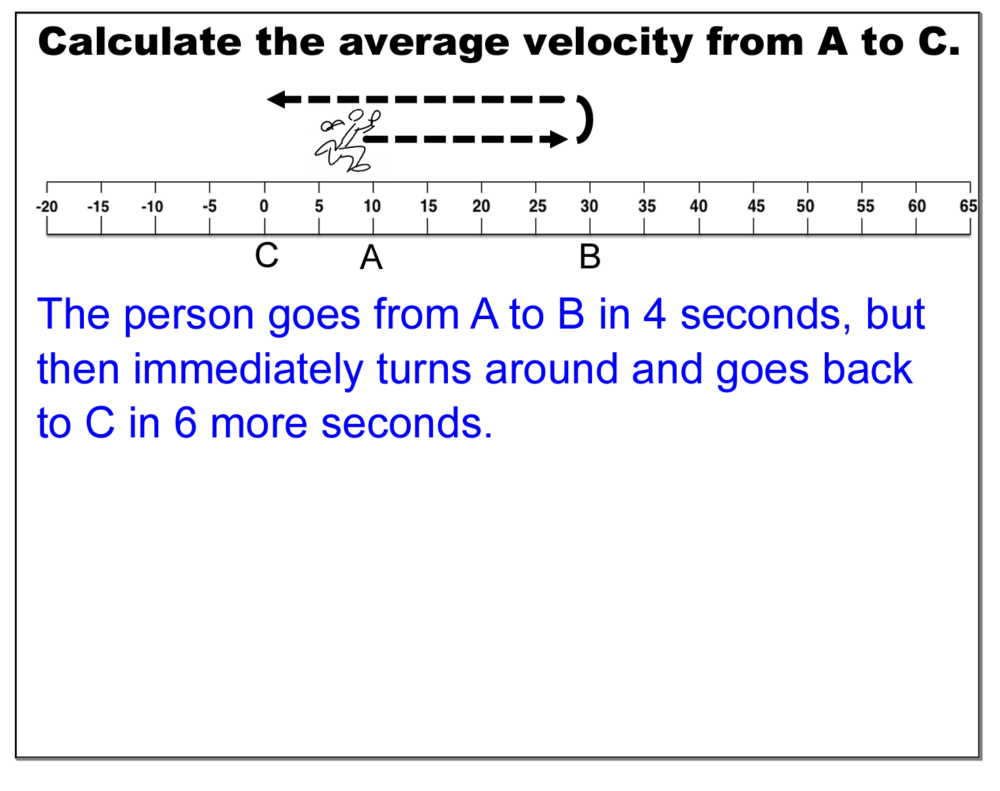 Calculate the average velocity from A to C.
-20 -15 -10 -5 0 5 10 15 20 25 30 35 40 45 50 55 60 65
C A B
The person goes from A to B in 4 seconds, but
then immediately turns around and goes back
to C in 6 more seconds.